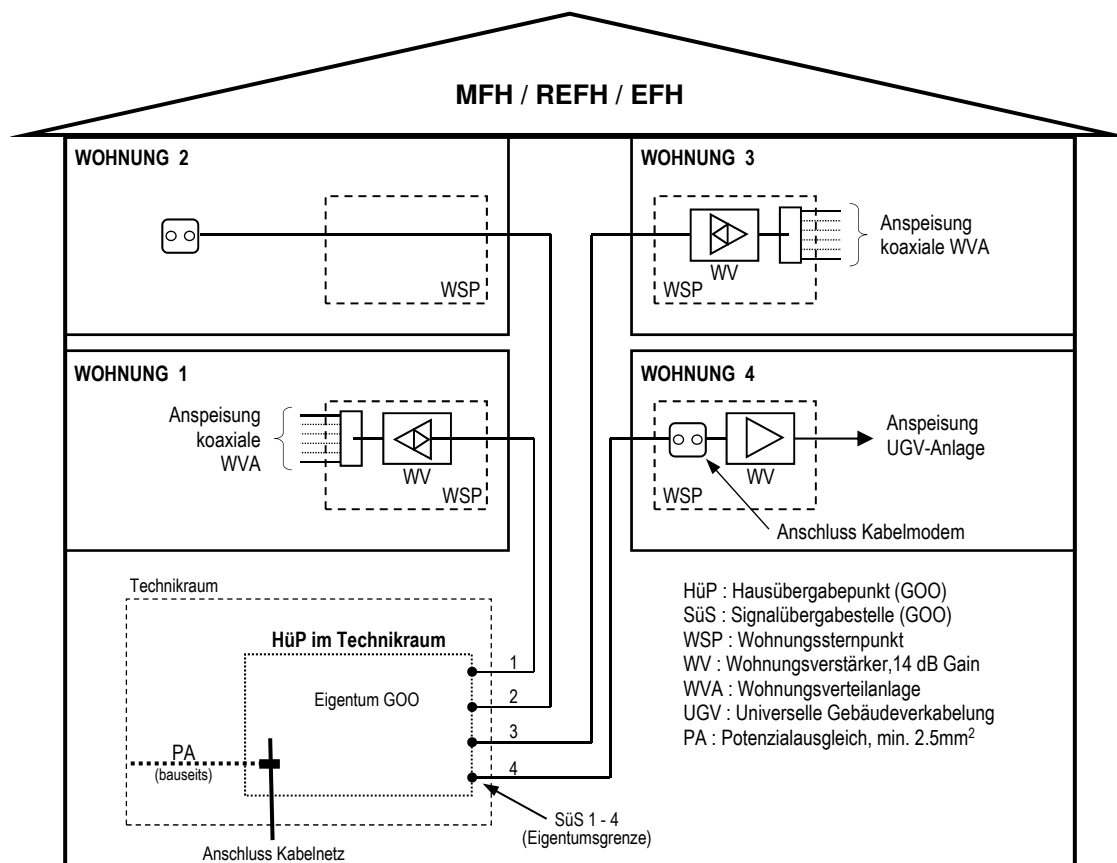 MFH / REFH / EFH
WOHNUNG 2
WSP
WOHNUNG 3
WV
WSP
Anspeisung
koaxiale WVA
WOHNUNG 1
Anspeisung
koaxiale
WVA
WV
WSP
WOHNUNG 4
WV
WSP
Anspeisung
UGV-Anlage
Anschluss Kabelmodem
Technikraum
HüP im Technikraum
Eigentum GOO
1
2
3
4
PA
(bauseits)
SüS 1 - 4
(Eigentumsgrenze)
Anschluss Kabelnetz
HüP : Hausübergabepunkt (GOO)
SüS : Signalübergabestelle (GOO)
WSP : Wohnungssternpunkt
WV : Wohnungsverstärker,14 dB Gain
WVA : Wohnungsverteilanlage
UGV : Universelle Gebäudeverkabelung
PA : Potenzialausgleich, min. 2.5mm²